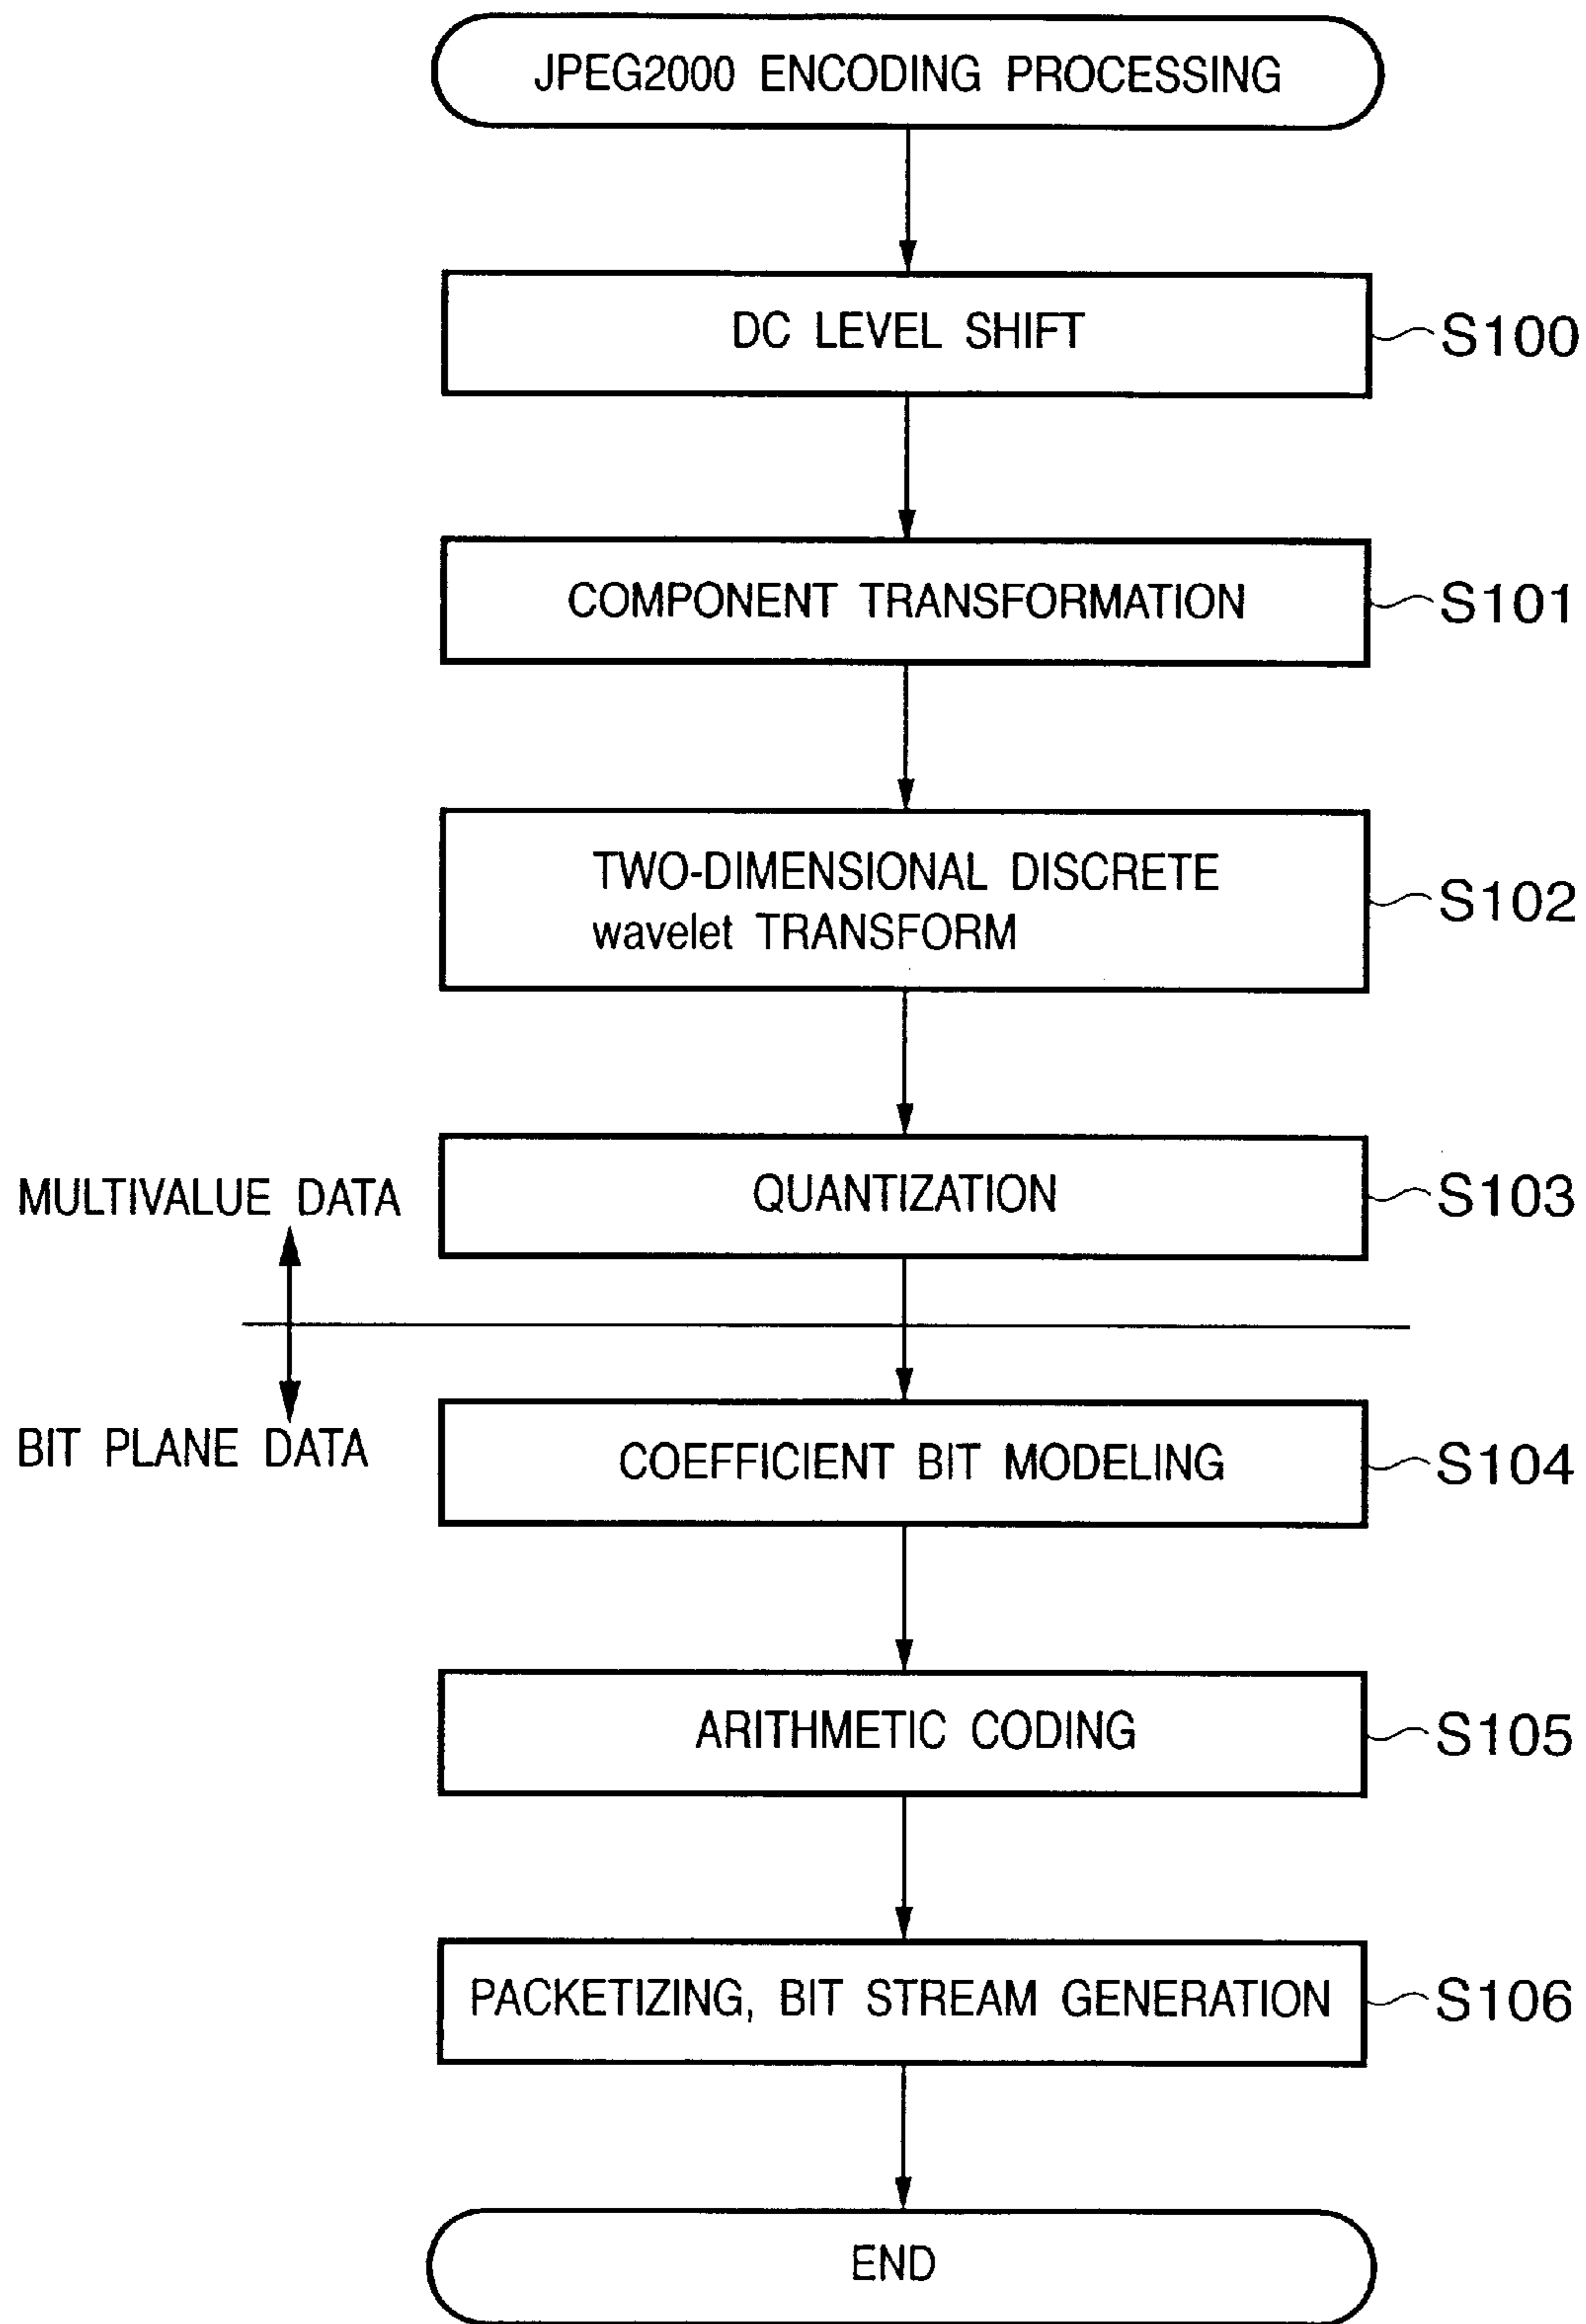 JPEG2000 ENCODING PROCESSING
DC LEVEL SHIFT
S100
COMPONENT TRANSFORMATION
S101
TWO-DIMENSIONAL DISCRETE
wavelet TRANSFORM
S102
QUANTIZATION
S103
MULTIVALUE DATA
BIT PLANE DATA
COEFFICIENT BIT MODELING
S104
ARITHMETIC CODING
S105
PACKETIZING, BIT STREAM GENERATION
S106
END